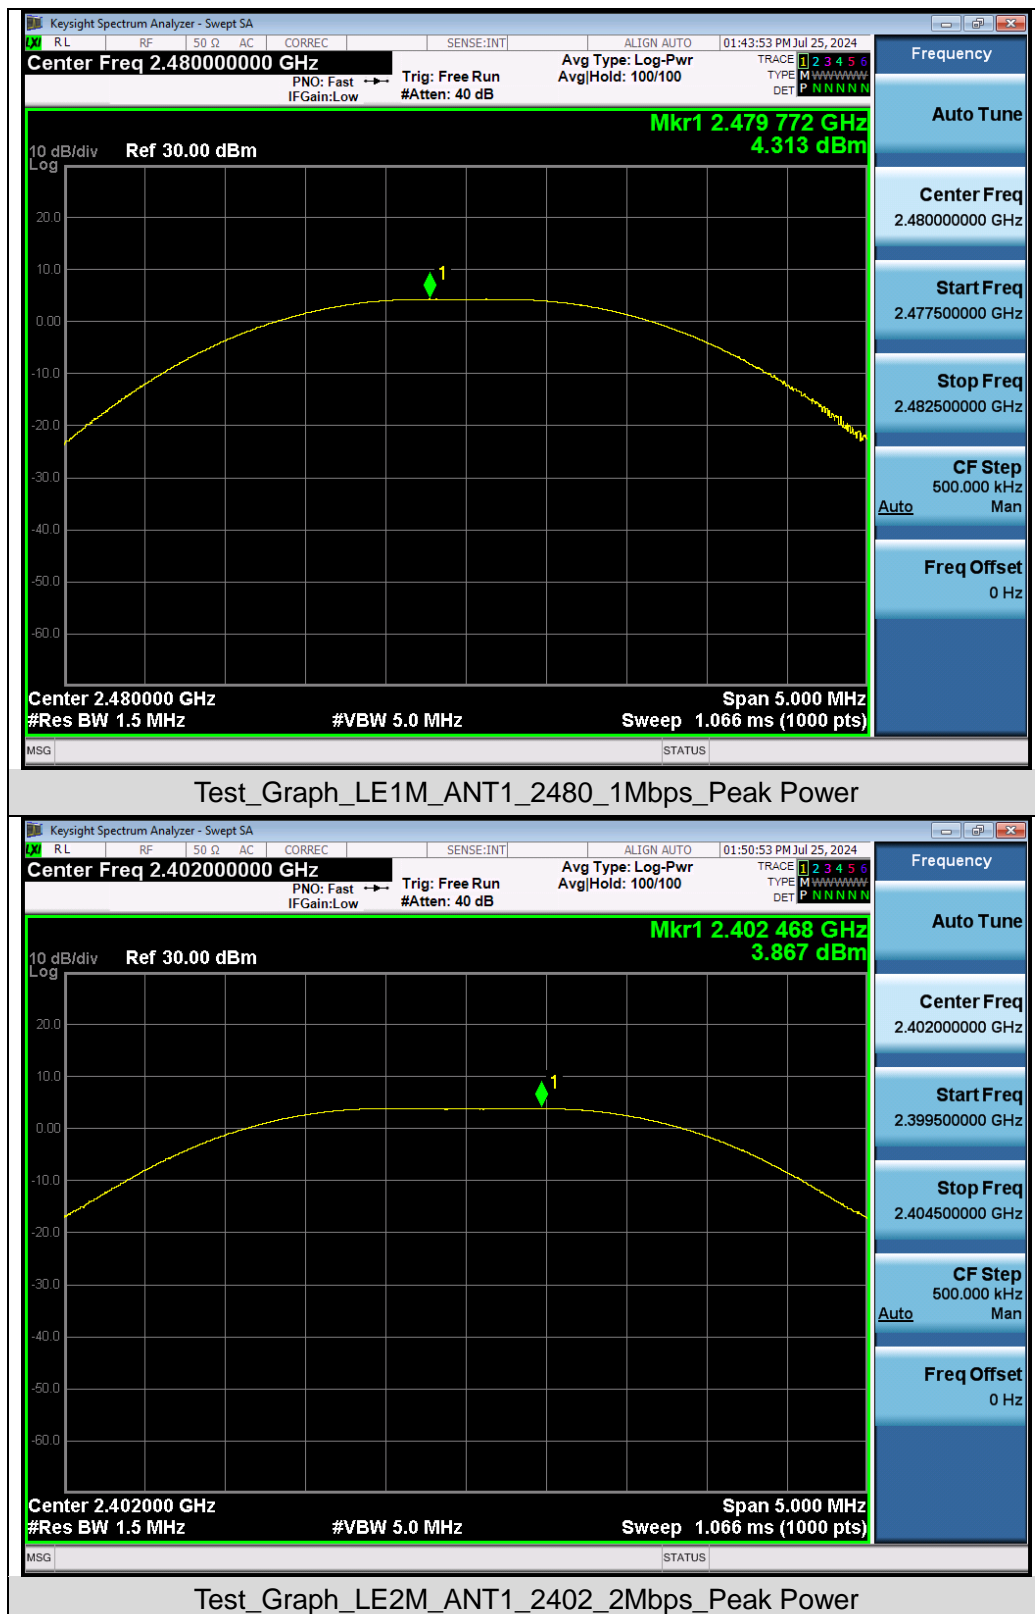 Keysight Spectrum Analyzer - Swept SA
LXI RL RF 50 Ω AC CORREC SENSE:INT ALIGN AUTO 01:43:53 PM Jul 25, 2024
Center Freq 2.480000000 GHz
PNO: Fast
IFGain:Low
Trig: Free Run
#Atten: 40 dB
Avg Type: Log-Pwr
Avg|Hold: 100/100
TRACE 1 2 3 4 5 6
TYPE M WWWWW
DET P N N N N N
Mkr1 2.479 772 GHz
4.313 dBm
10 dB/div Ref 30.00 dBm
Log
20.0
10.0
1
0.00
-10.0
-20.0
-30.0
-40.0
-50.0
-60.0
Center 2.480000 GHz Span 5.000 MHz
#Res BW 1.5 MHz #VBW 5.0 MHz Sweep 1.066 ms (1000 pts)
MSG STATUS
Frequency
Auto Tune
Center Freq
2.480000000 GHz
Start Freq
2.477500000 GHz
Stop Freq
2.482500000 GHz
CF Step
500.000 kHz
Auto Man
Freq Offset
0 Hz
Test_Graph_LE1M_ANT1_2480_1Mbps_Peak Power
Keysight Spectrum Analyzer - Swept SA
LXI RL RF 50 Ω AC CORREC SENSE:INT ALIGN AUTO 01:50:53 PM Jul 25, 2024
Center Freq 2.402000000 GHz
PNO: Fast
IFGain:Low
Trig: Free Run
#Atten: 40 dB
Avg Type: Log-Pwr
Avg|Hold: 100/100
TRACE 1 2 3 4 5 6
TYPE M WWWWW
DET P N N N N N
Mkr1 2.402 468 GHz
3.867 dBm
10 dB/div Ref 30.00 dBm
Log
20.0
10.0
1
0.00
-10.0
-20.0
-30.0
-40.0
-50.0
-60.0
Center 2.402000 GHz Span 5.000 MHz
#Res BW 1.5 MHz #VBW 5.0 MHz Sweep 1.066 ms (1000 pts)
MSG STATUS
Frequency
Auto Tune
Center Freq
2.402000000 GHz
Start Freq
2.399500000 GHz
Stop Freq
2.404500000 GHz
CF Step
500.000 kHz
Auto Man
Freq Offset
0 Hz
Test_Graph_LE2M_ANT1_2402_2Mbps_Peak Power